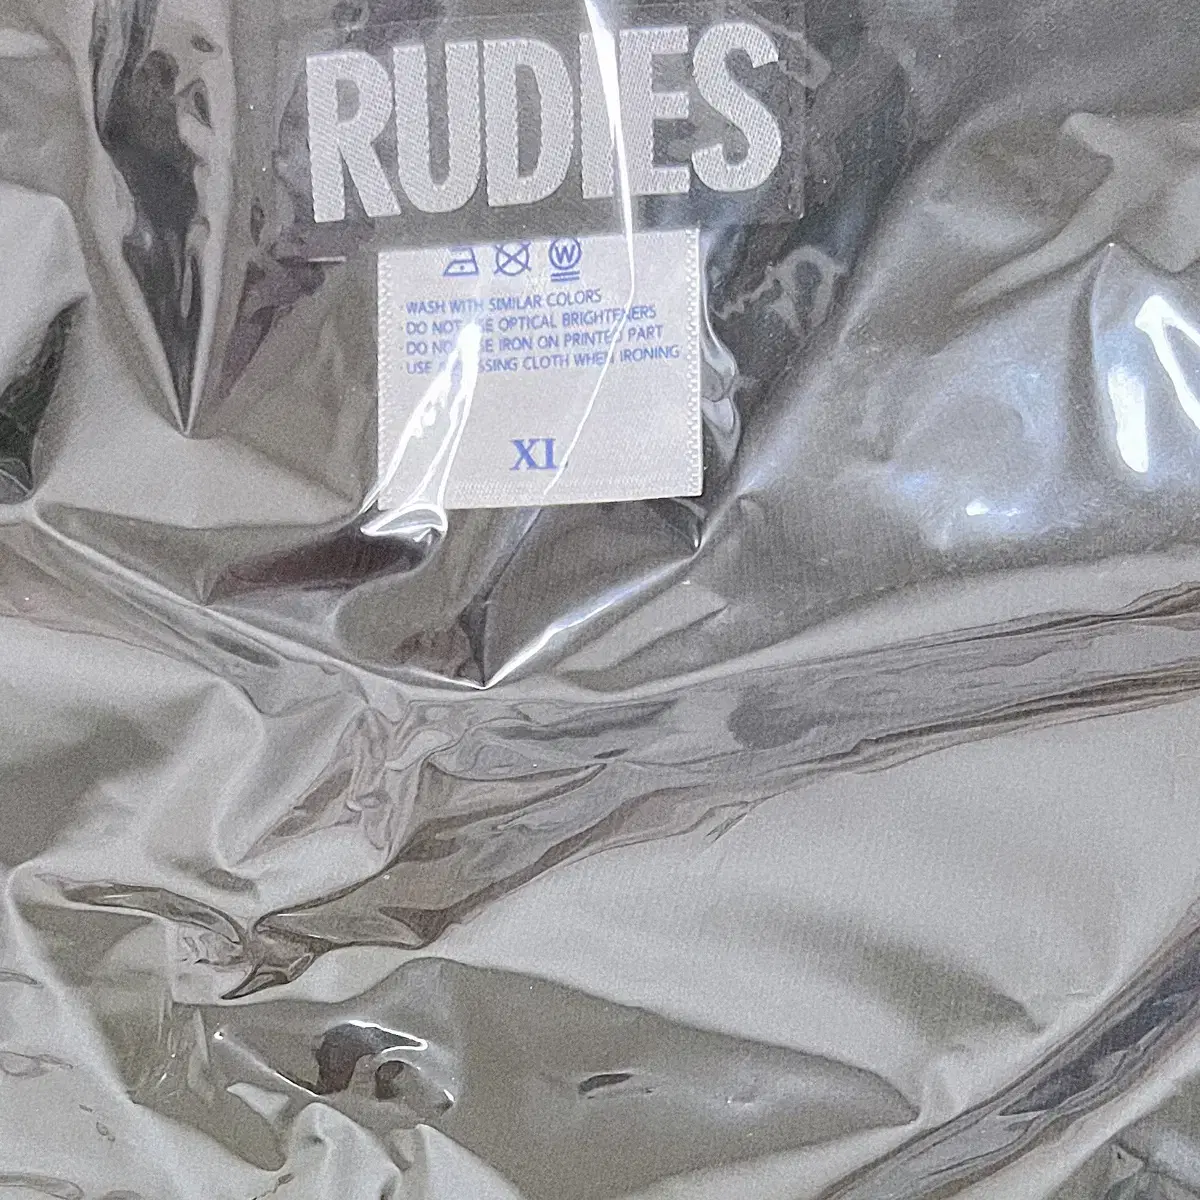 RUDIES
W
· WASH WITH SIMILAR COLORS
· DO NOT USE OPTICAL BRIGHTENERS
· DO NOT USE IRON ON PRINTED PART
· USE A PRESSING CLOTH WHEN IRONING
XL